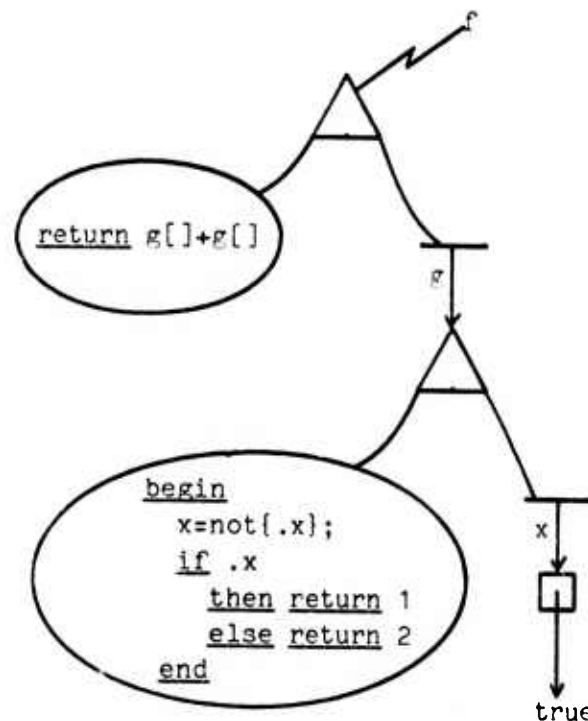 f
return g[]+g[]
g
begin
x=not{.x};
if .x
then return 1
else return 2
end
x
true